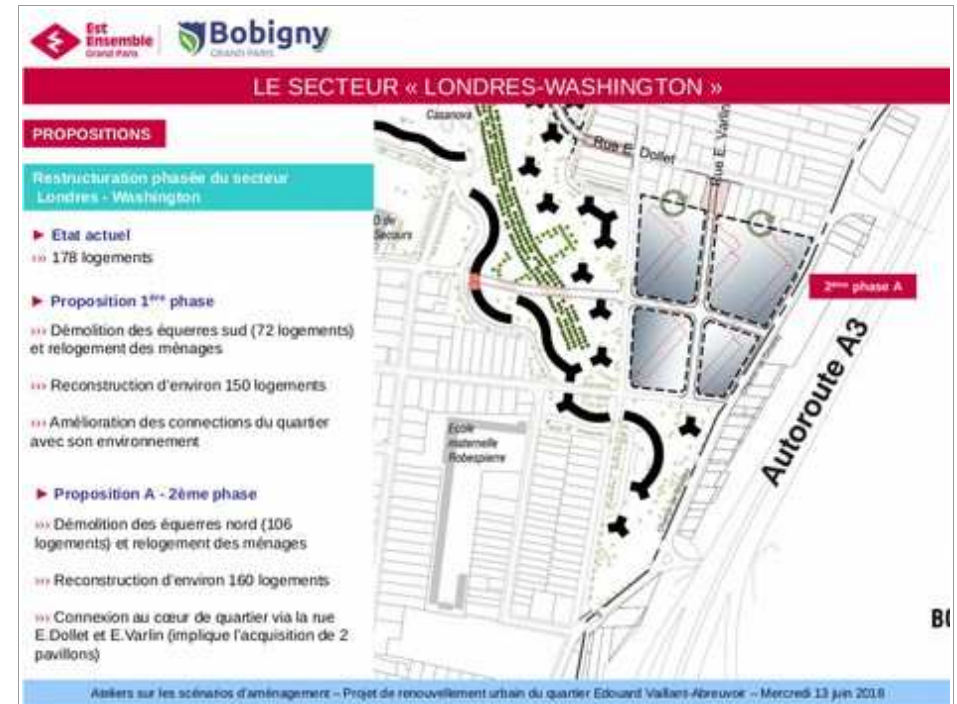 Est
Ensemble
Grand Paris
Bobigny
GRAND PARIS
LE SECTEUR « LONDRES-WASHINGTON »
PROPOSITIONS
Restructuration phasée du secteur
Londres - Washington
► Etat actuel
››› 178 logements
► Proposition 1ère phase
››› Démolition des équerres sud (72 logements)
et relogement des ménages
››› Reconstruction d'environ 150 logements
››› Amélioration des connections du quartier
avec son environnement
► Proposition A - 2ème phase
››› Démolition des équerres nord (106
logements) et relogement des ménages
››› Reconstruction d'environ 160 logements
››› Connexion au cœur de quartier via la rue
E.Dollet et E.Varlin (implique l'acquisition de 2
pavillons)
Casanova
Rue E. Dollet
Rue E. Varlin
de
Secours
2ème phase A
Autoroute A3
Ecole
maternelle
Robespierre
BO
Ateliers sur les scénarios d'aménagement – Projet de renouvellement urbain du quartier Edouard Vaillant-Abreuvoir – Mercredi 13 juin 2018